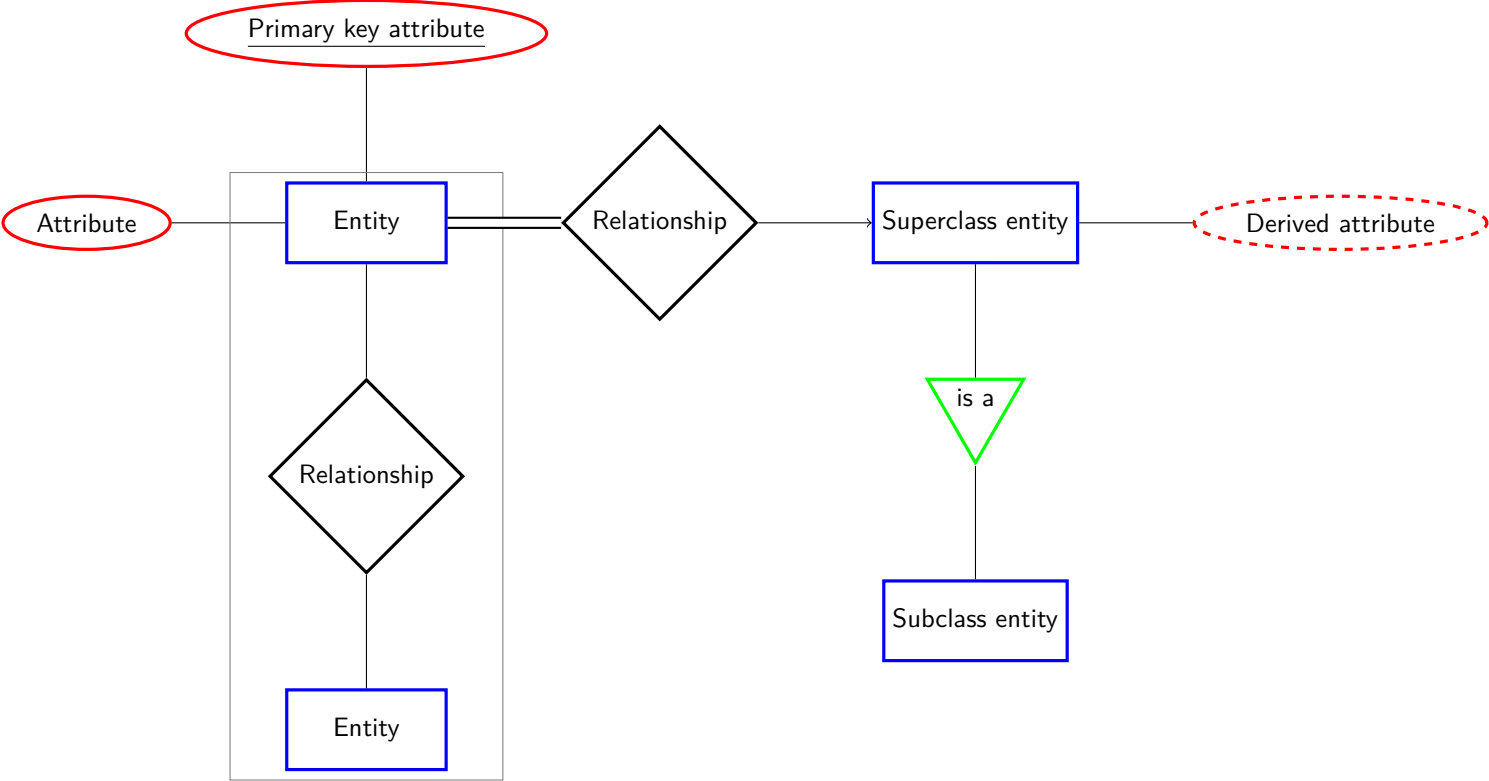 Primary key attribute
Attribute
Entity
Relationship
Superclass entity
Derived attribute
is a
Relationship
Subclass entity
Entity